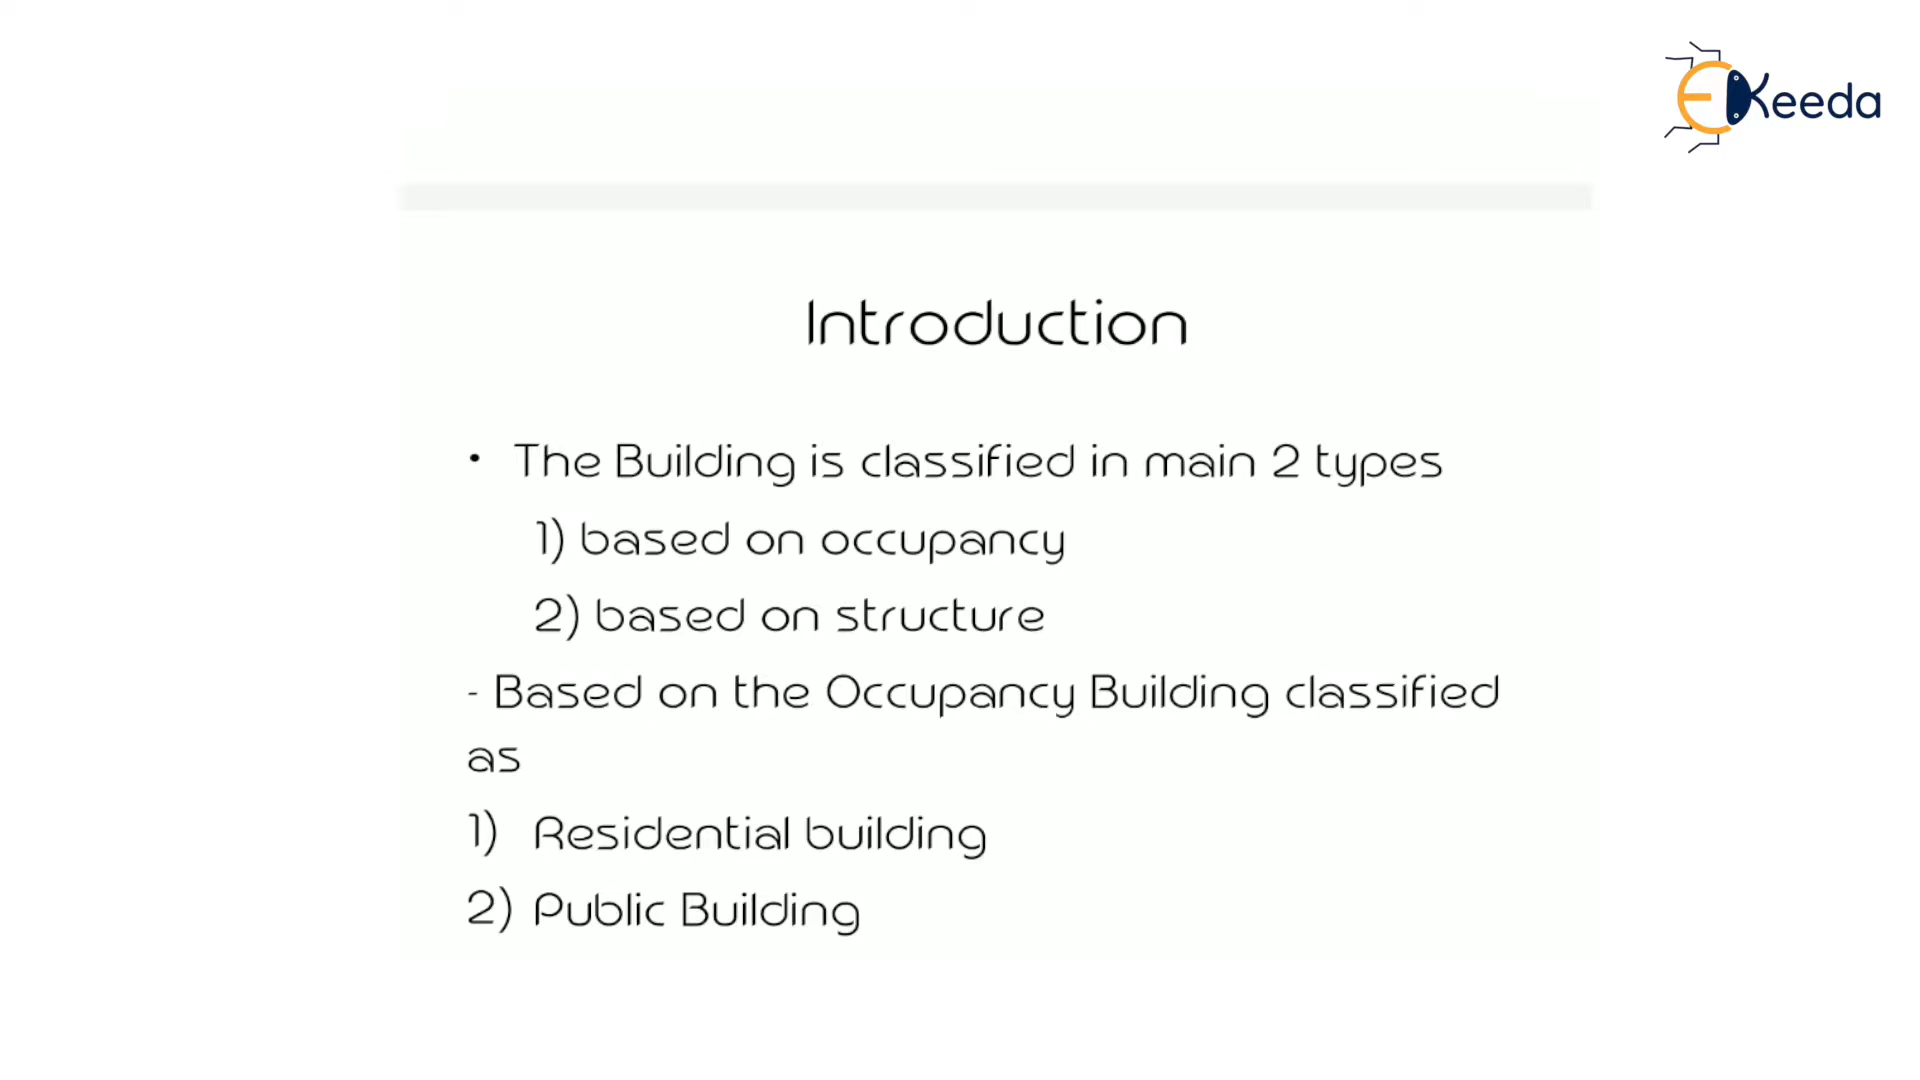 EKeeda
Introduction
• The Building is classified in main 2 types
1) based on occupancy
2) based on structure
- Based on the Occupancy Building classified
as
1) Residential building
2) Public Building